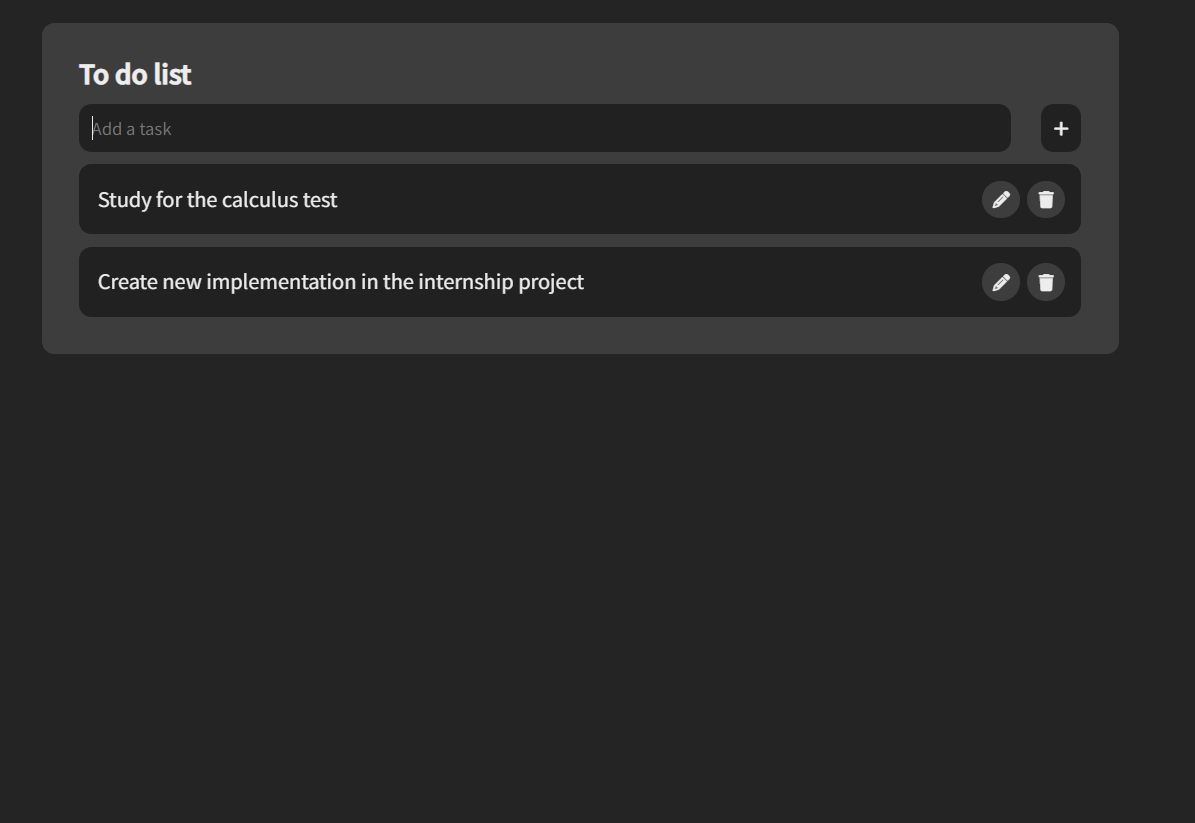 To do list
Add a task
Study for the calculus test
Create new implementation in the internship project